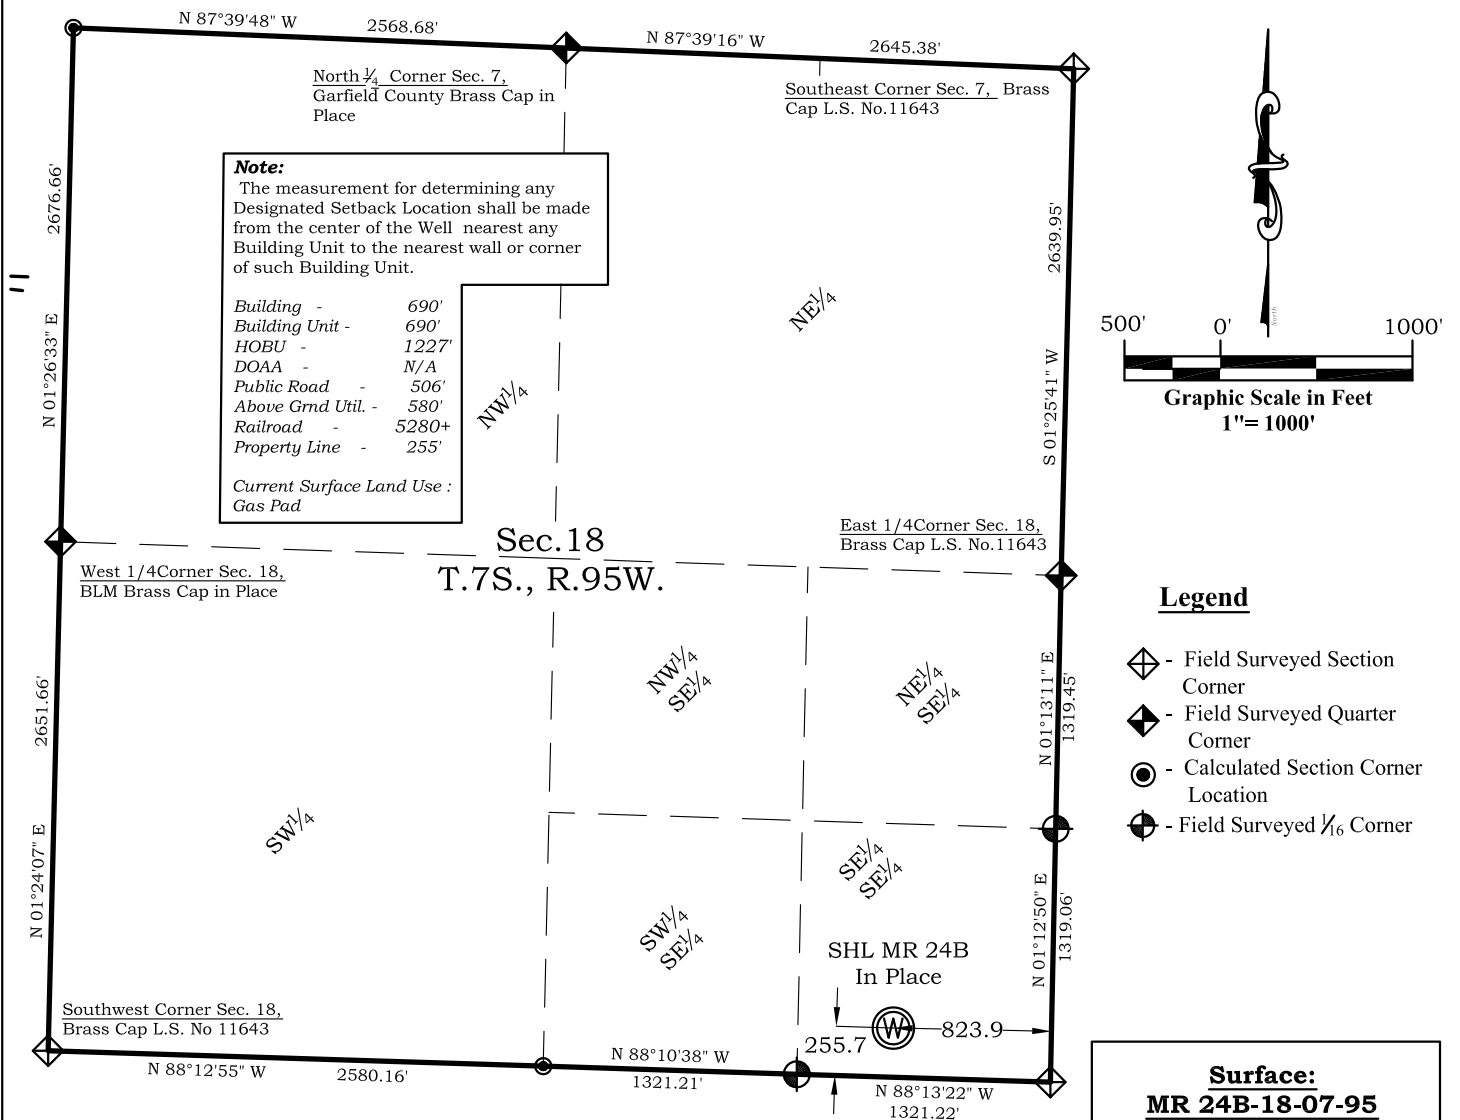 N 87°39'48" W
2568.68'
N 87°39'16" W
2645.38'
North 1/4 Corner Sec. 7,
Garfield County Brass Cap in
Place
Southeast Corner Sec. 7, Brass
Cap L.S. No.11643
Note:
The measurement for determining any
Designated Setback Location shall be made
from the center of the Well nearest any
Building Unit to the nearest wall or corner
of such Building Unit.
Building - 690'
Building Unit - 690'
HOBU - 1227'
DOAA - N/A
Public Road - 506'
Above Grnd Util. - 580'
Railroad - 5280+
Property Line - 255'
Current Surface Land Use :
Gas Pad
2676.66'
N 01°26'33" E
NW1/4
NE1/4
2639.95'
S 01°25'41" W
North
500' 0' 1000'
Graphic Scale in Feet
1"= 1000'
Sec.18
T.7S., R.95W.
East 1/4Corner Sec. 18,
Brass Cap L.S. No.11643
West 1/4Corner Sec. 18,
BLM Brass Cap in Place
2651.66'
N 01°24'07" E
SW1/4
NW1/4
SE1/4
NE1/4
SE1/4
N 01°13'11" E
1319.45'
SW1/4
SE1/4
SE1/4
SE1/4
N 01°12'50" E
1319.06'
Legend
- Field Surveyed Section
Corner
- Field Surveyed Quarter
Corner
- Calculated Section Corner
Location
- Field Surveyed 1/16 Corner
SHL MR 24B
In Place
W
823.9
255.7
Southwest Corner Sec. 18,
Brass Cap L.S. No 11643
N 88°12'55" W
2580.16'
N 88°10'38" W
1321.21'
N 88°13'22" W
1321.22'
Surface:
MR 24B-18-07-95